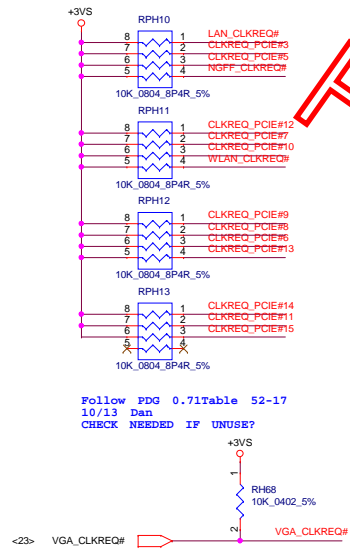 +3VS
RPH10
8 1 LAN_CLKREQ#
7 2 CLKREQ_PCIE#3
6 3 CLKREQ_PCIE#5
5 4 NGFF_CLKREQ#
10K_0804_8P4R_5%
RPH11
8 1 CLKREQ_PCIE#12
7 2 CLKREQ_PCIE#7
6 3 CLKREQ_PCIE#10
5 4 WLAN_CLKREQ#
10K_0804_8P4R_5%
RPH12
8 1 CLKREQ_PCIE#9
7 2 CLKREQ_PCIE#8
6 3 CLKREQ_PCIE#6
5 4 CLKREQ_PCIE#13
10K_0804_8P4R_5%
RPH13
8 1 CLKREQ_PCIE#14
7 2 CLKREQ_PCIE#11
6 3 CLKREQ_PCIE#15
5 4
10K_0804_8P4R_5%
Follow PDG 0.71Table 52-17
10/13 Dan
CHECK NEEDED IF UNUSE?
+3VS
1
RH68
10K_0402_5%
2
<23> VGA_CLKREQ# VGA_CLKREQ#